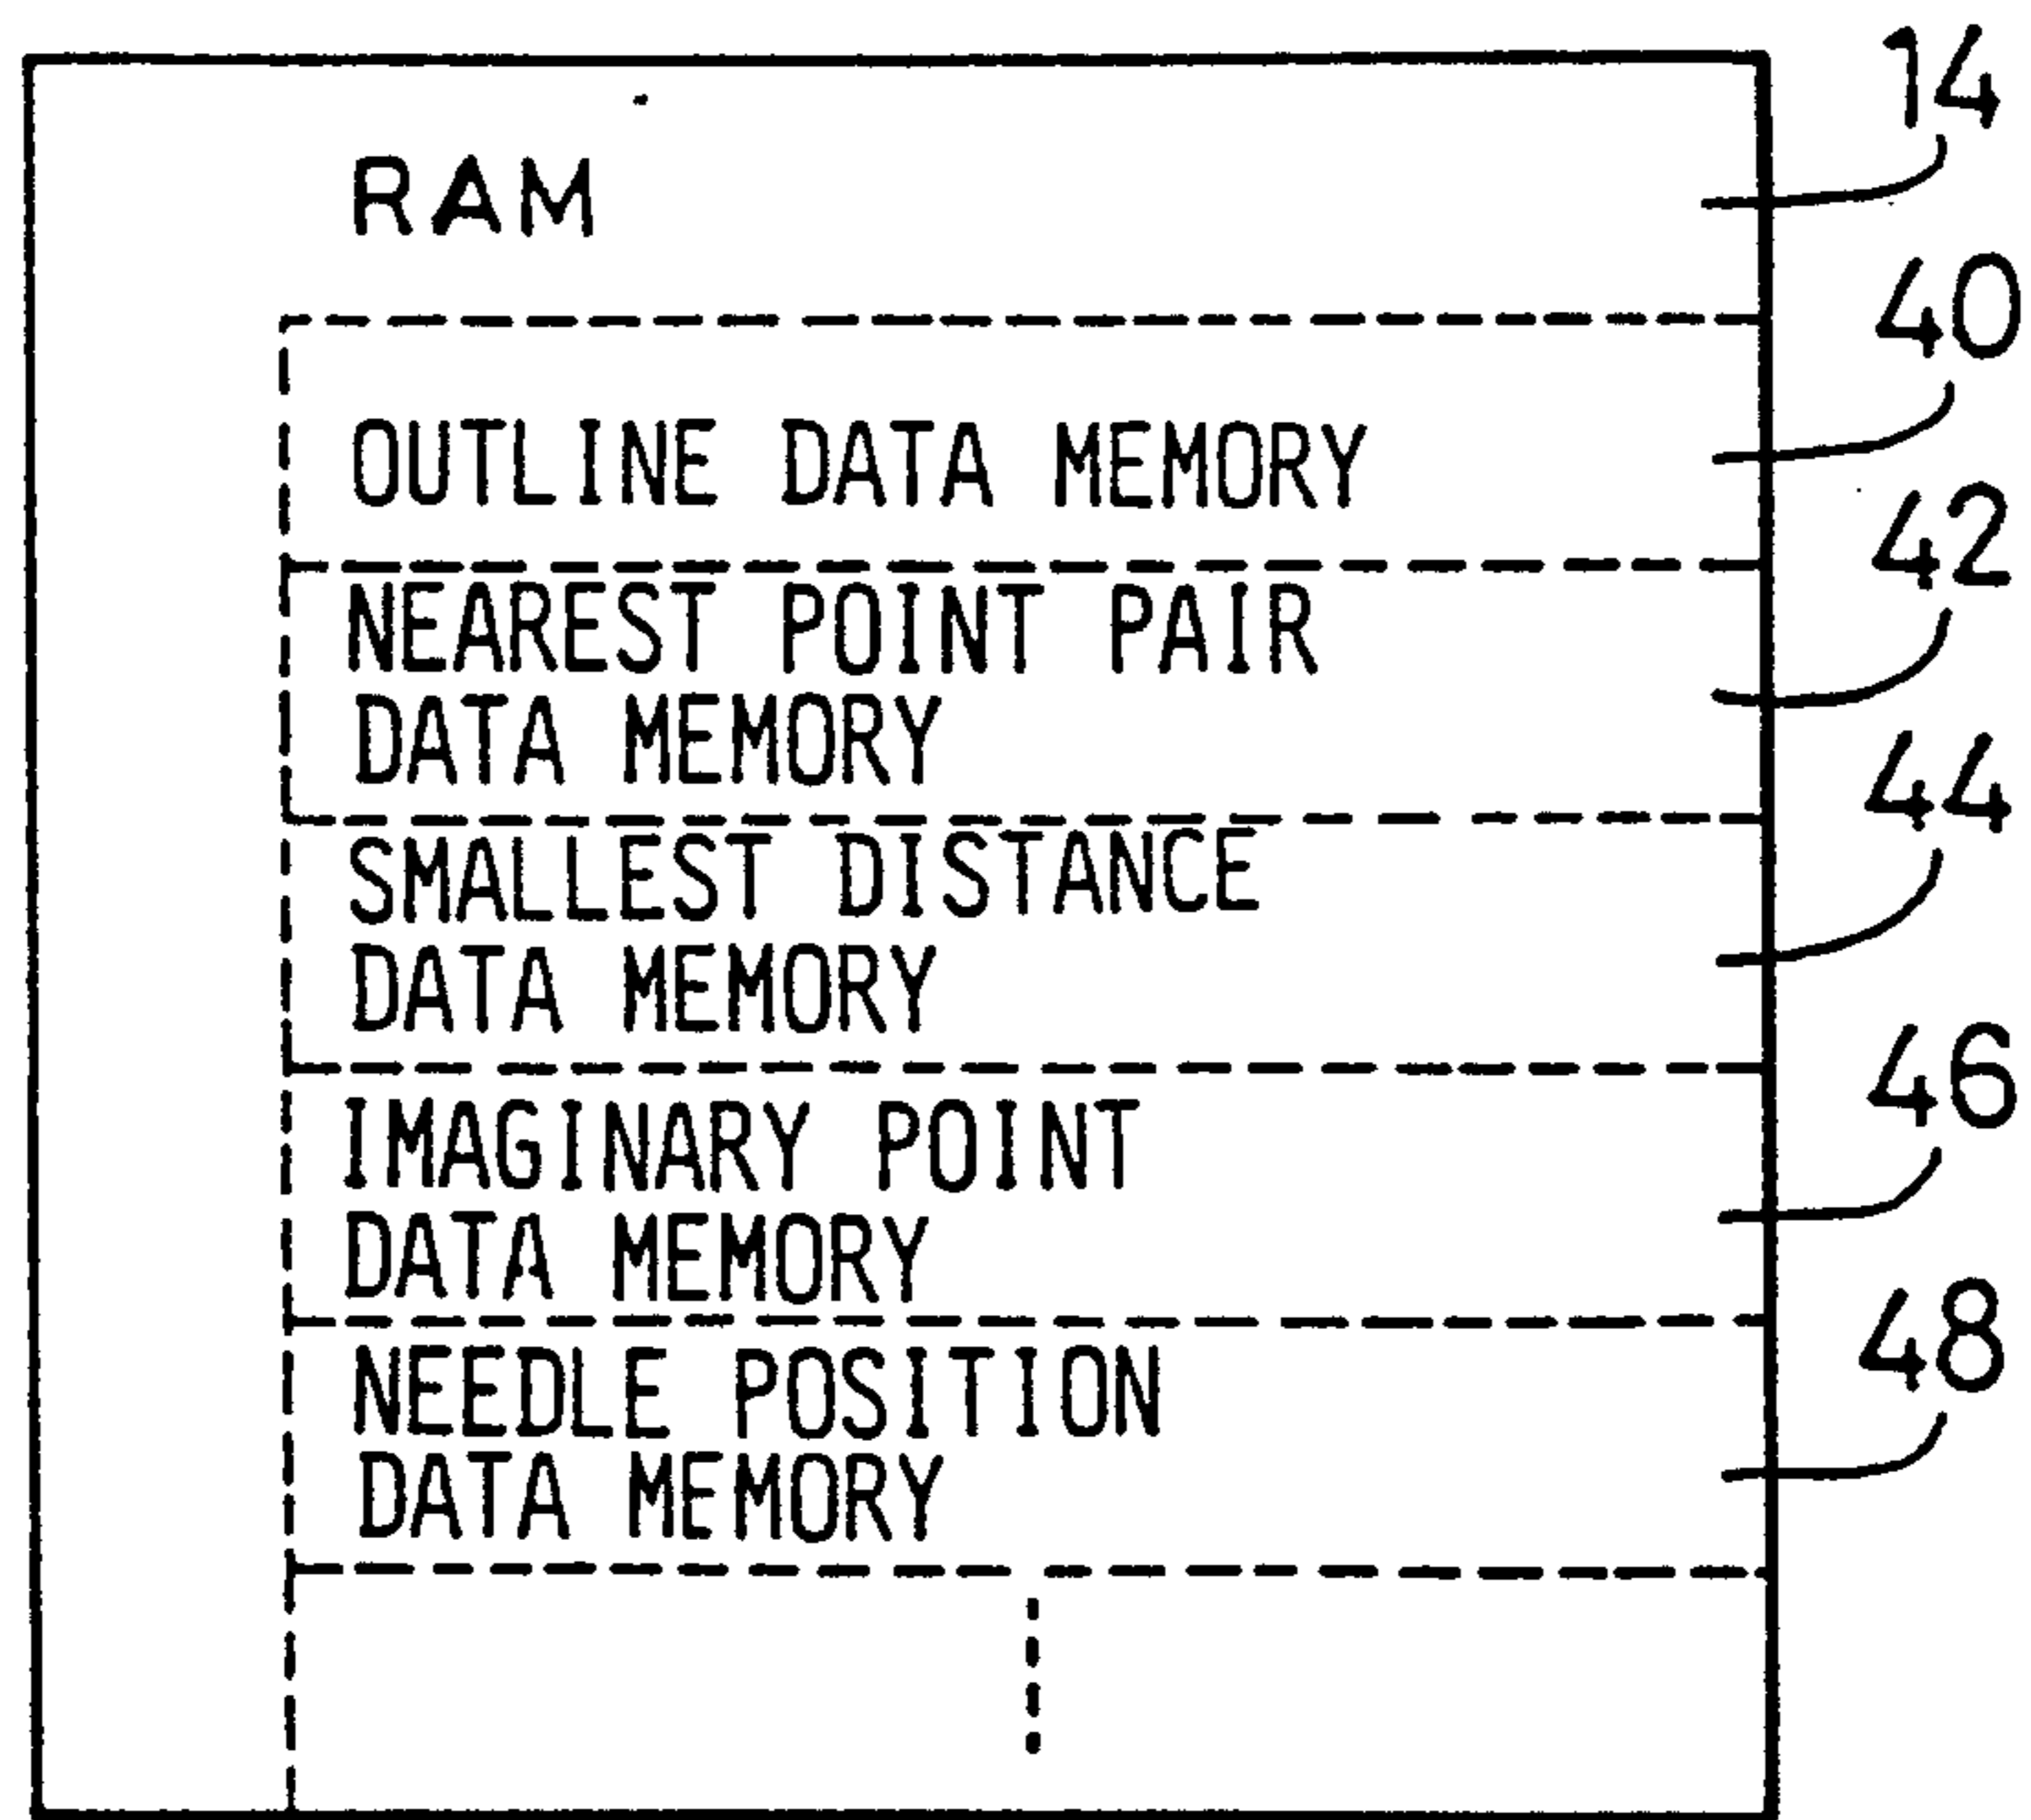 14
RAM
40
OUTLINE DATA MEMORY
42
NEAREST POINT PAIR
DATA MEMORY
44
SMALLEST DISTANCE
DATA MEMORY
46
IMAGINARY POINT
DATA MEMORY
48
NEEDLE POSITION
DATA MEMORY